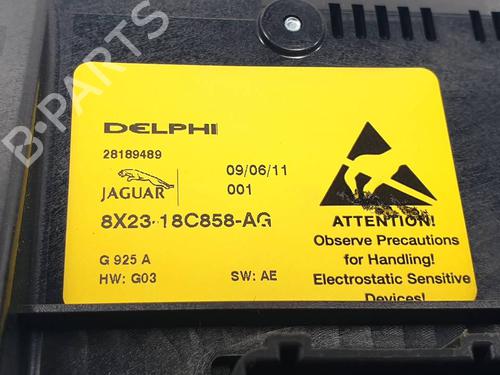 B-PARTS
DELPHI
28189489
09/06/11
JAGUAR
001
8X23-18C858-AG
G 925 A
HW: G03
SW: AE
ATTENTION!
Observe Precautions
for Handling!
Electrostatic Sensitive
Devices!